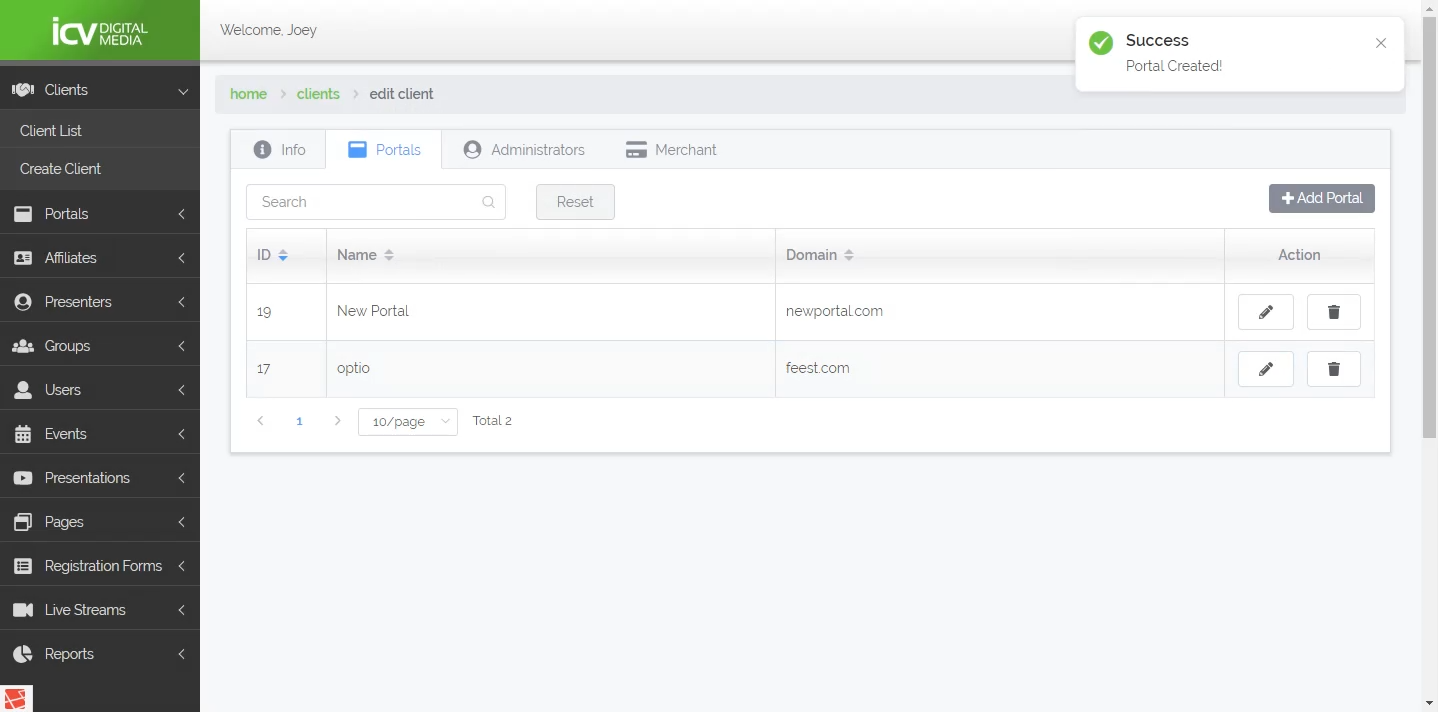 icv DIGITAL MEDIA
Welcome, Joey
Success
Portal Created!
home clients edit client
Clients
Client List
Create Client
Portals
Affiliates
Presenters
Groups
Users
Events
Presentations
Pages
Registration Forms
Live Streams
Reports
Info Portals Administrators Merchant
Search Reset Add Portal
ID Name Domain Action
19 New Portal newportal.com
17 optio feest.com
1 10/page Total 2